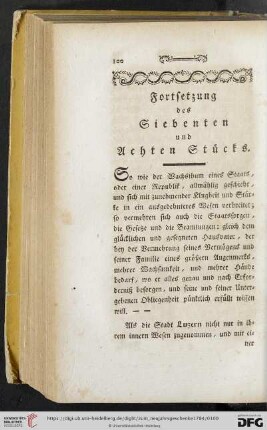 100
Fortsetzung
des
Siebenten
und
Achten Stücks.
So wie der Wachsthum eines Staats,
oder einer Republik, allmählig geschieht,
und sich mit zunehmender Klugheit und Stär-
ke in ein ausgedehnteres Wesen verbreitet;
so vermehren sich auch die Staatssorgen,
die Gesetz und die Beamtungen: gleich dem
glücklichen und gesegneten Hausvater, der
bey der Vermehrung seines Vermögens und
seiner Familie eines größern Augenmerks,
mehrer Wachsamkeit, und mehrer Hände
bedarf, wo er alles genau und nach Erfor-
derniß besorgen, und seine und seiner Unter-
gebenen Obliegenheit pünktlich erfüllt wissen
will. — —
Als die Stadt Luzern nicht nur in ih-
rem innern Wesen zugenommen, und mit ei-
ner